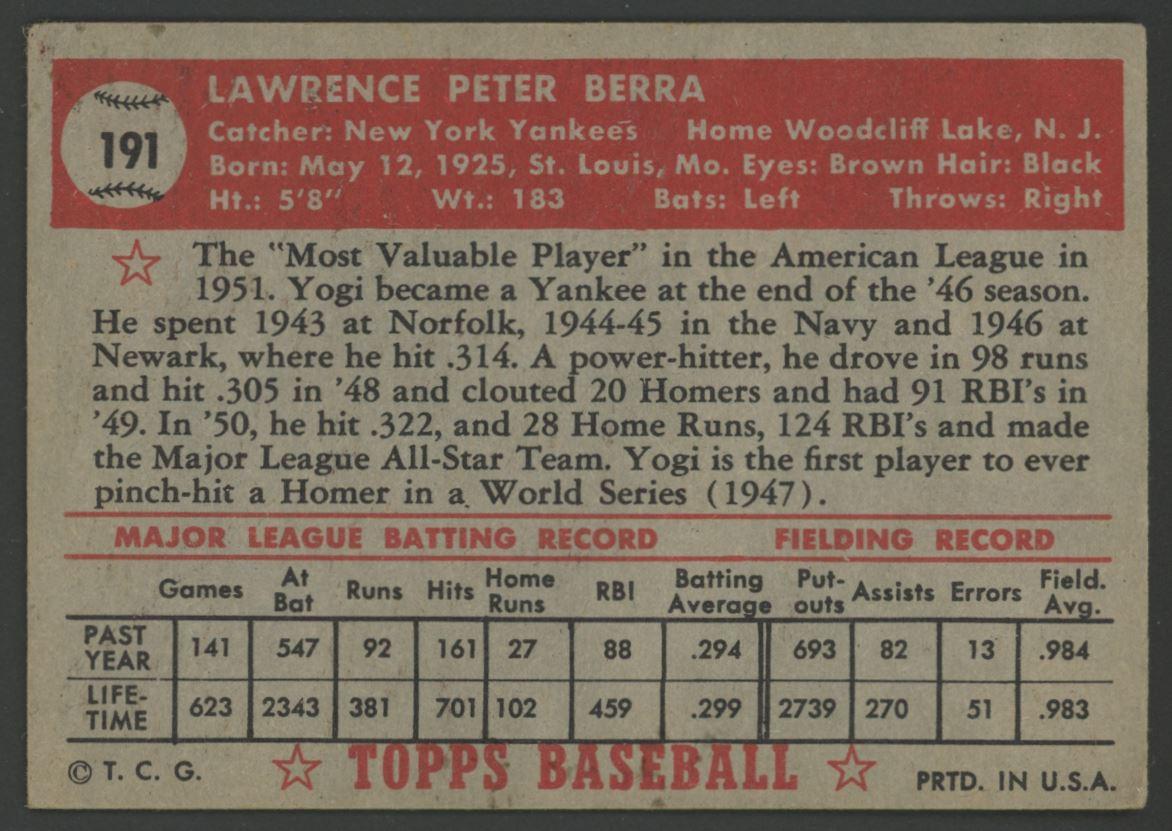 191
LAWRENCE PETER BERRA
Catcher: New York Yankees Home Woodcliff Lake, N. J.
Born: May 12, 1925, St. Louis, Mo. Eyes: Brown Hair: Black
Ht.: 5'8" Wt.: 183 Bats: Left Throws: Right
The "Most Valuable Player" in the American League in
1951. Yogi became a Yankee at the end of the '46 season.
He spent 1943 at Norfolk, 1944-45 in the Navy and 1946 at
Newark, where he hit .314. A power-hitter, he drove in 98 runs
and hit .305 in '48 and clouted 20 Homers and had 91 RBI's in
'49. In '50, he hit .322, and 28 Home Runs, 124 RBI's and made
the Major League All-Star Team. Yogi is the first player to ever
pinch-hit a Homer in a World Series (1947).
MAJOR LEAGUE BATTING RECORD FIELDING RECORD
Games At Bat Runs Hits Home Runs RBI Batting Average Put-outs Assists Errors Field. Avg.
PAST YEAR 141 547 92 161 27 88 .294 693 82 13 .984
LIFE-TIME 623 2343 381 701 102 459 .299 2739 270 51 .983
© T. C. G. TOPPS BASEBALL PRTD. IN U.S.A.